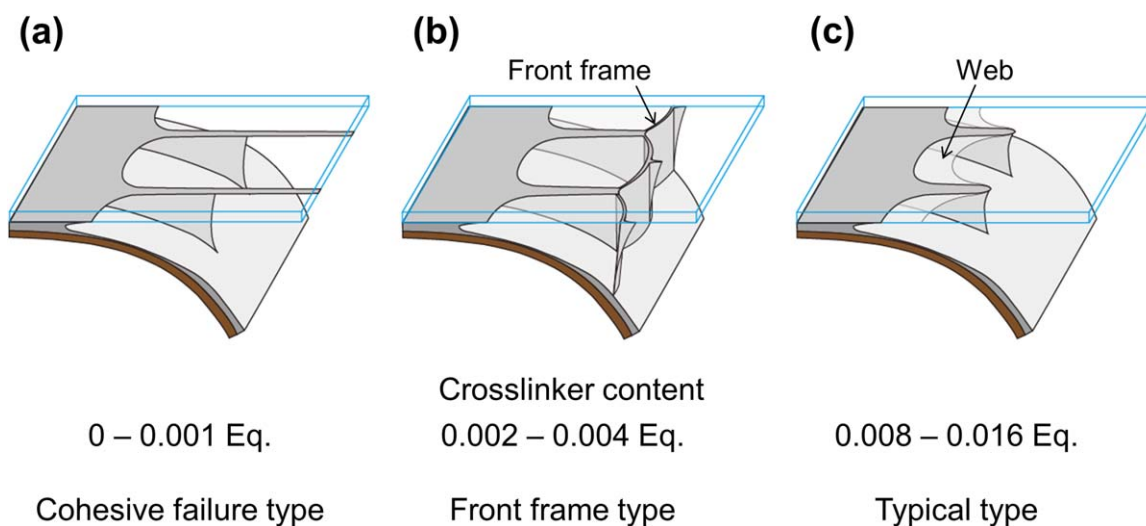 (a)
(b)
(c)
Front frame
Web
Crosslinker content
0 – 0.001 Eq.
0.002 – 0.004 Eq.
0.008 – 0.016 Eq.
Cohesive failure type
Front frame type
Typical type